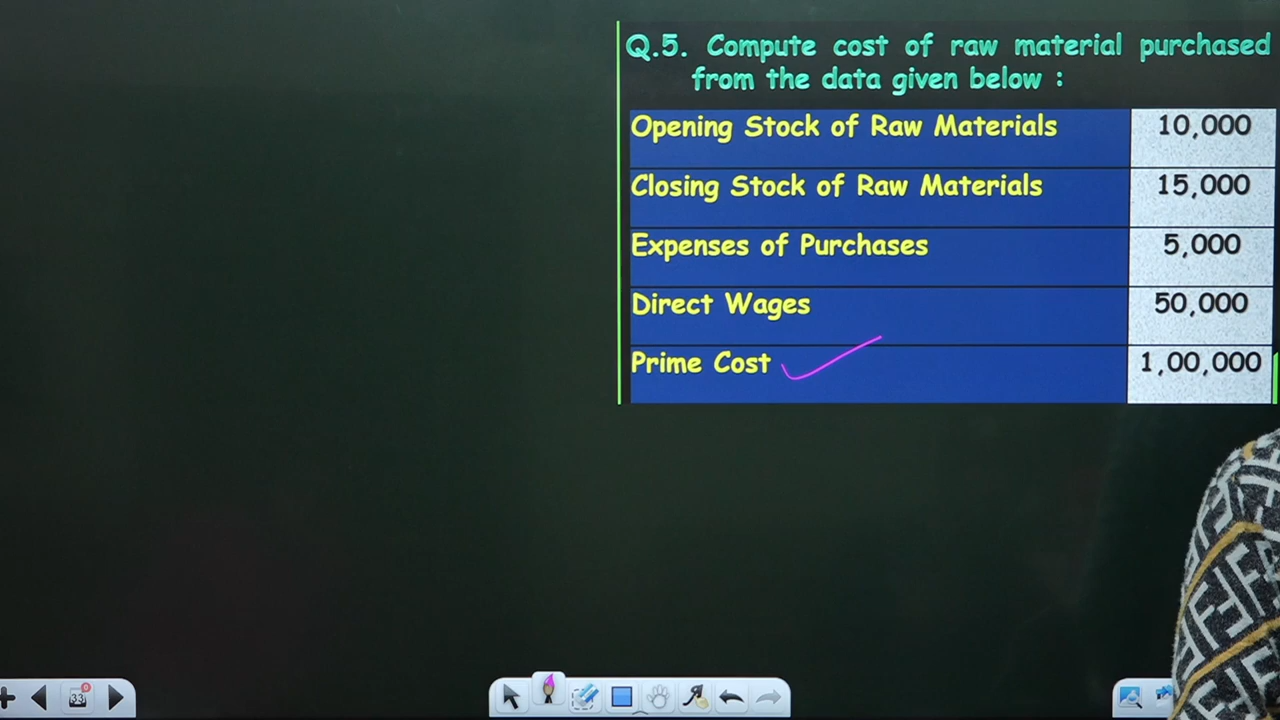 Q.5. Compute cost of raw material purchased
from the data given below :
Opening Stock of Raw Materials 10,000
Closing Stock of Raw Materials 15,000
Expenses of Purchases 5,000
Direct Wages 50,000
Prime Cost 1,00,000
33